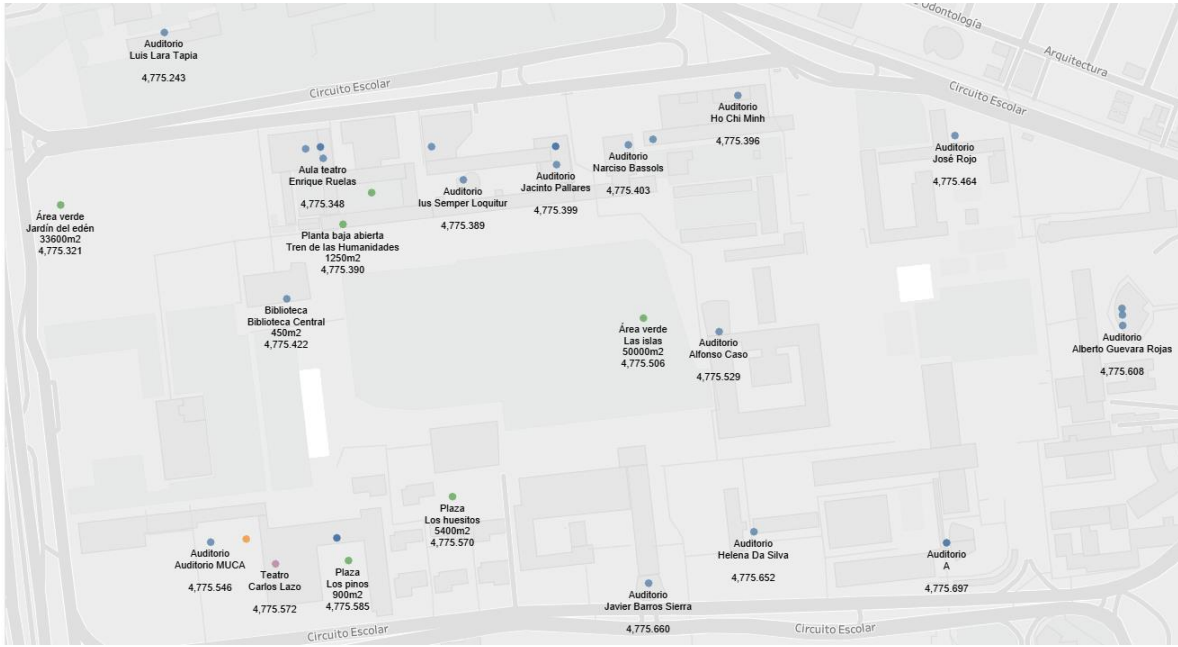 Auditorio
Luis Lara Tapia
4,775.243
Circuito Escolar
Odontología
Arquitectura
Circuito Escolar
Auditorio
Ho Chi Minh
4,775.396
Auditorio
José Rojo
4,775.464
Aula teatro
Enrique Ruelas
4,775.348
Auditorio
Ius Semper Loquitur
4,775.389
Auditorio
Jacinto Pallares
4,775.399
Auditorio
Narciso Bassols
4,775.403
Área verde
Jardín del edén
33600m2
4,775.321
Planta baja abierta
Tren de las Humanidades
1250m2
4,775.390
Biblioteca
Biblioteca Central
450m2
4,775.422
Área verde
Las islas
50000m2
4,775.506
Auditorio
Alfonso Caso
4,775.529
Auditorio
Alberto Guevara Rojas
4,775.608
Plaza
Los huesitos
5400m2
4,775.570
Auditorio
Auditorio MUCA
4,775.546
Teatro
Carlos Lazo
4,775.572
Plaza
Los pinos
900m2
4,775.585
Auditorio
Javier Barros Sierra
4,775.660
Auditorio
Helena Da Silva
4,775.652
Auditorio
A
4,775.697
Circuito Escolar
Circuito Escolar